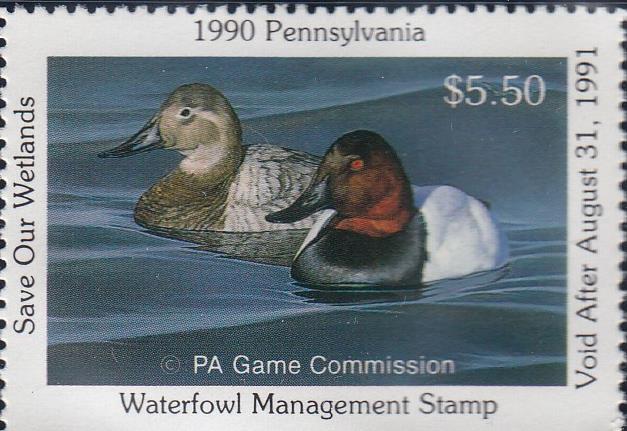 1990 Pennsylvania
Save Our Wetlands
$5.50
Void After August 31, 1991
© PA Game Commission
Waterfowl Management Stamp